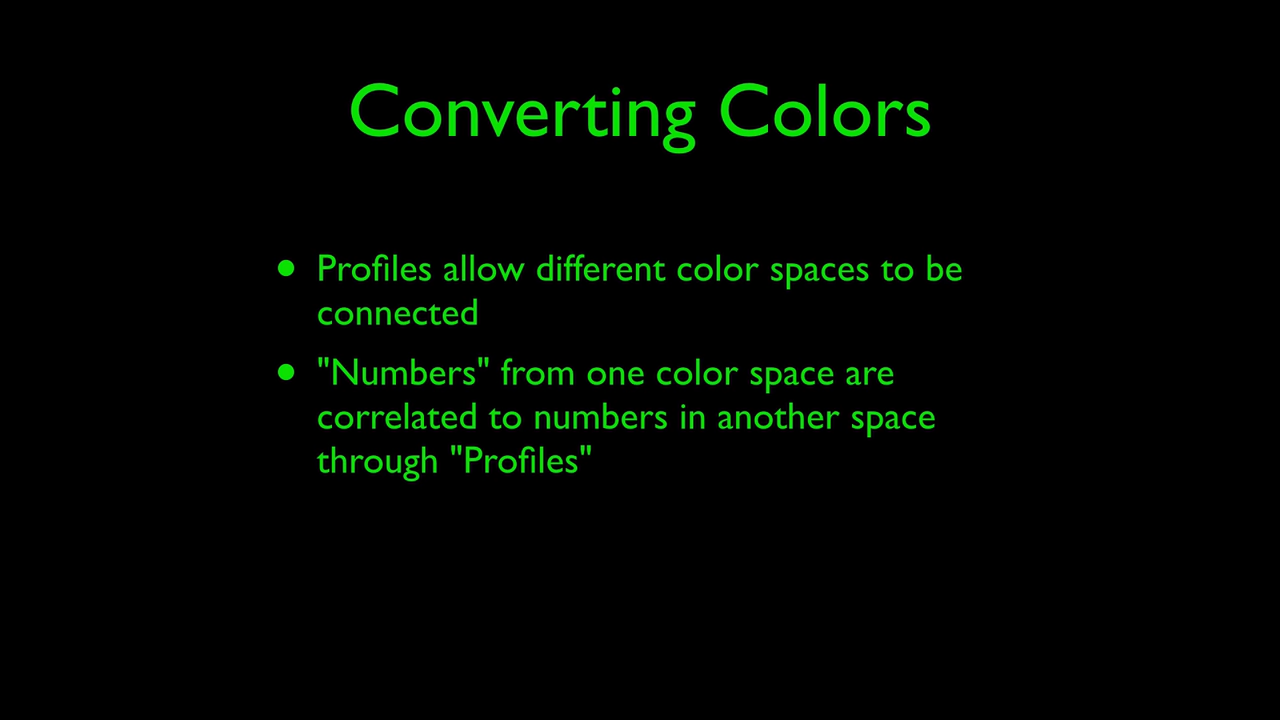 Converting Colors
• Profiles allow different color spaces to be
connected
• "Numbers" from one color space are
correlated to numbers in another space
through "Profiles"